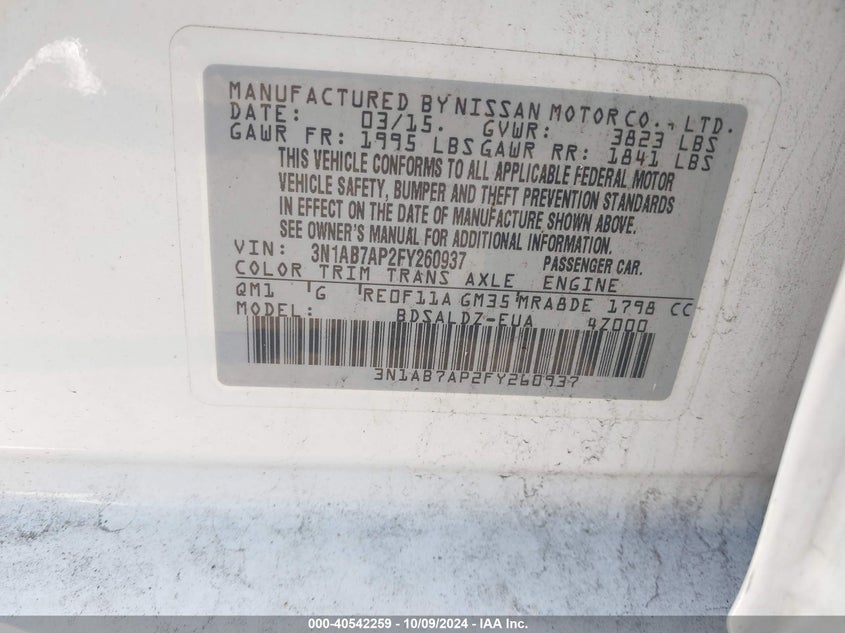 MANUFACTURED BY NISSAN MOTOR CO., LTD.
DATE: 03/15. GVWR: 3823 LBS
GAWR FR: 1995 LBS GAWR RR: 1841 LBS
THIS VEHICLE CONFORMS TO ALL APPLICABLE FEDERAL MOTOR
VEHICLE SAFETY, BUMPER AND THEFT PREVENTION STANDARDS
IN EFFECT ON THE DATE OF MANUFACTURE SHOWN ABOVE.
SEE OWNER'S MANUAL FOR ADDITIONAL INFORMATION.
VIN: 3N1AB7AP2FY260937 PASSENGER CAR.
COLOR TRIM TRANS AXLE ENGINE
QM1 G RE0F11A GM35 MRA8DE 1798 CC
MODEL: BDSALDZ-EUA 4Z000
3N1AB7AP2FY260937
000-40542259 - 10/09/2024 - IAA Inc.